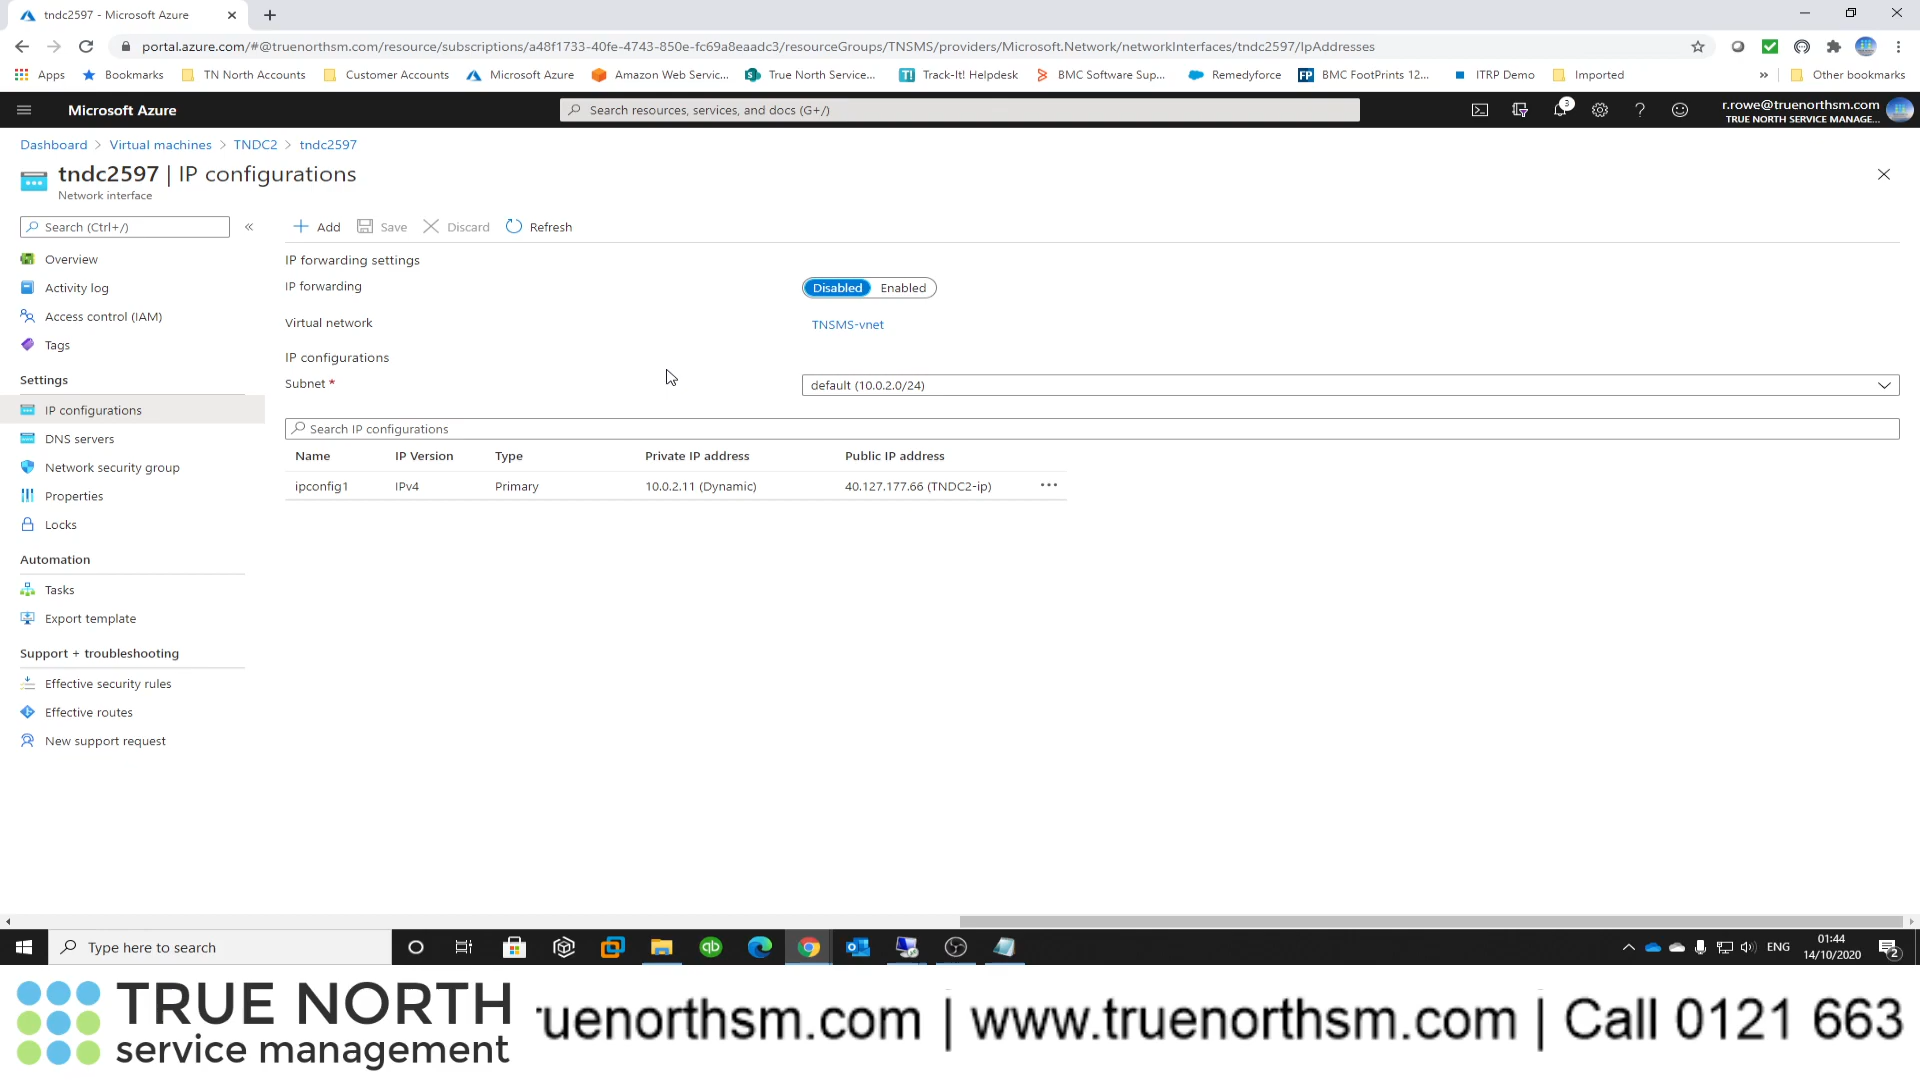 tndc2597 - Microsoft Azure
portal.azure.com/#@truenorthsm.com/resource/subscriptions/a48f1733-40fe-4743-850e-fc69a8eaadc3/resourceGroups/TNSMS/providers/Microsoft.Network/networkInterfaces/tndc2597/IpAddresses
Apps Bookmarks TN North Accounts Customer Accounts Microsoft Azure Amazon Web Servic... True North Service... Track-It! Helpdesk BMC Software Sup... Remedyforce BMC FootPrints 12... ITRP Demo Imported » Other bookmarks
Microsoft Azure
Search resources, services, and docs (G+/)
3
r.rowe@truenorthsm.com
TRUE NORTH SERVICE MANAGE...
Dashboard > Virtual machines > TNDC2 > tndc2597
tndc2597 | IP configurations
Network interface
Search (Ctrl+/) «
Add Save Discard Refresh
Overview
Activity log
Access control (IAM)
Tags
Settings
IP configurations
DNS servers
Network security group
Properties
Locks
Automation
Tasks
Export template
Support + troubleshooting
Effective security rules
Effective routes
New support request
IP forwarding settings
IP forwarding Disabled Enabled
Virtual network TNSMS-vnet
IP configurations
Subnet * default (10.0.2.0/24)
Search IP configurations
Name IP Version Type Private IP address Public IP address
ipconfig1 IPv4 Primary 10.0.2.11 (Dynamic) 40.127.177.66 (TNDC2-ip) ...
Type here to search
ENG
01:44
14/10/2020
2
TRUE NORTH
service management
uenorthsm.com | www.truenorthsm.com | Call 0121 663